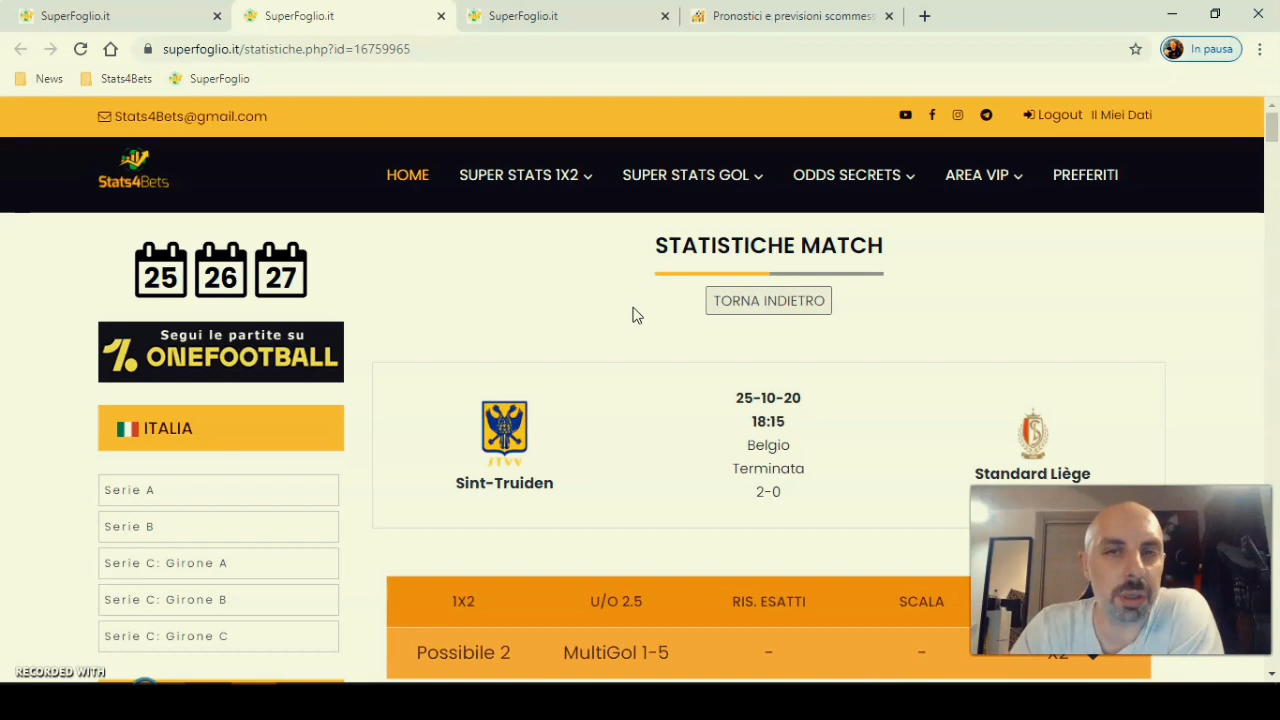 SuperFoglio.it
SuperFoglio.it
SuperFoglio.it
Pronostici e previsioni scommess
superfoglio.it/statistiche.php?id=16759965
In pausa
News
Stats4Bets
SuperFoglio
Stats4Bets@gmail.com
Logout
Il Miei Dati
Stats4Bets
HOME
SUPER STATS 1X2
SUPER STATS GOL
ODDS SECRETS
AREA VIP
PREFERITI
25 26 27
STATISTICHE MATCH
TORNA INDIETRO
Segui le partite su
ONEFOOTBALL
ITALIA
Serie A
Serie B
Serie C: Girone A
Serie C: Girone B
Serie C: Girone C
STVV
Sint-Truiden
25-10-20
18:15
Belgio
Terminata
2-0
Standard Liège
1X2
U/O 2.5
RIS. ESATTI
SCALA
Possibile 2
MultiGol 1-5
-
-
RECORDED WITH